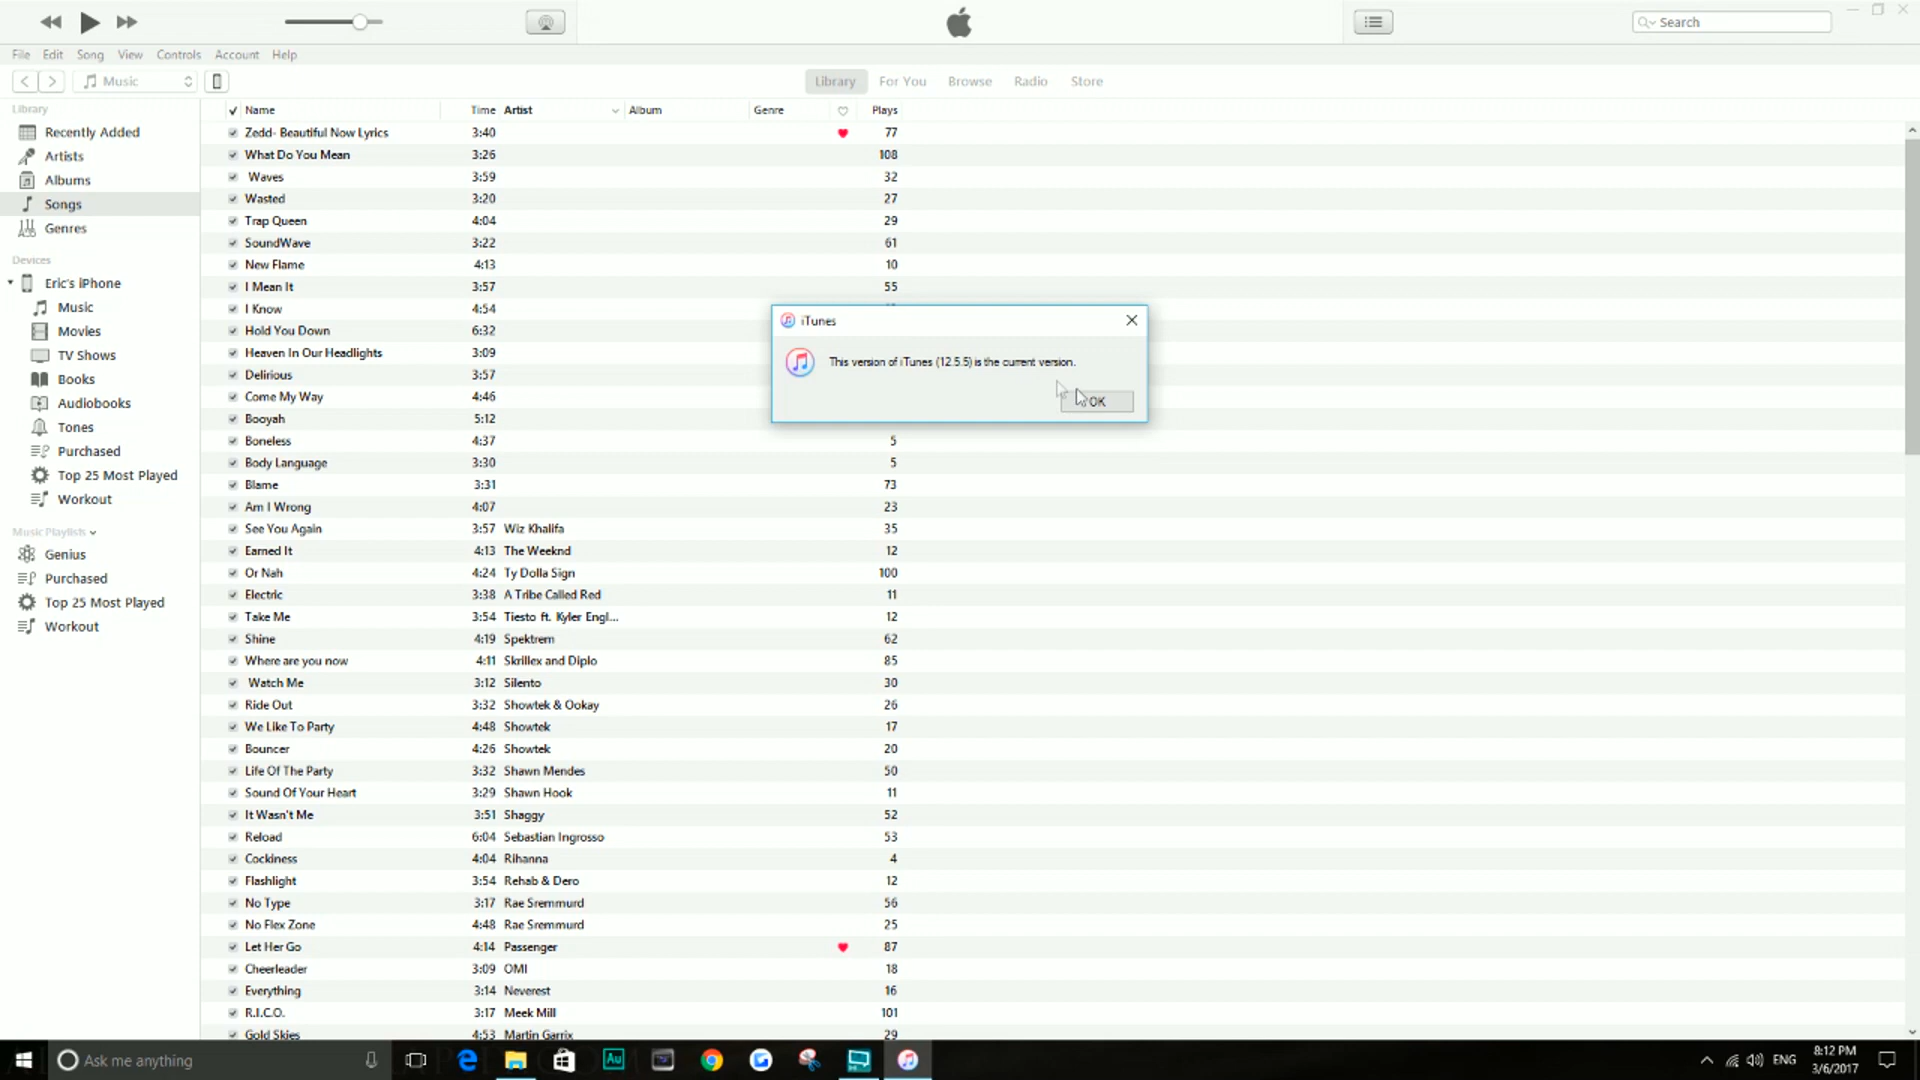 Search
File Edit Song View Controls Account Help
Music Library For You Browse Radio Store
Library
Recently Added
Artists
Albums
Songs
Genres
Devices
Eric's iPhone
Music
Movies
TV Shows
Books
Audiobooks
Tones
Purchased
Top 25 Most Played
Workout
Music Playlists
Genius
Purchased
Top 25 Most Played
Workout
Name Time Artist Album Genre Plays
Zedd- Beautiful Now Lyrics 3:40 77
What Do You Mean 3:26 108
Waves 3:59 32
Wasted 3:20 27
Trap Queen 4:04 29
SoundWave 3:22 61
New Flame 4:13 10
I Mean It 3:57 55
I Know 4:54
Hold You Down 6:32
Heaven In Our Headlights 3:09
Delirious 3:57
Come My Way 4:46
Booyah 5:12
Boneless 4:37 5
Body Language 3:30 5
Blame 3:31 73
Am I Wrong 4:07 23
See You Again 3:57 Wiz Khalifa 35
Earned It 4:13 The Weeknd 12
Or Nah 4:24 Ty Dolla Sign 100
Electric 3:38 A Tribe Called Red 11
Take Me 3:54 Tiesto ft. Kyler Engl... 12
Shine 4:19 Spektrem 62
Where are you now 4:11 Skrillex and Diplo 85
Watch Me 3:12 Silento 30
Ride Out 3:32 Showtek & Ookay 26
We Like To Party 4:48 Showtek 17
Bouncer 4:26 Showtek 20
Life Of The Party 3:32 Shawn Mendes 50
Sound Of Your Heart 3:29 Shawn Hook 11
It Wasn't Me 3:51 Shaggy 52
Reload 6:04 Sebastian Ingrosso 53
Cockiness 4:04 Rihanna 4
Flashlight 3:54 Rehab & Dero 12
No Type 3:17 Rae Sremmurd 56
No Flex Zone 4:48 Rae Sremmurd 25
Let Her Go 4:14 Passenger 87
Cheerleader 3:09 OMI 18
Everything 3:14 Neverest 16
R.I.C.O. 3:17 Meek Mill 101
Gold Skies 4:53 Martin Garrix 29
iTunes
This version of iTunes (12.5.5) is the current version.
OK
Ask me anything
Au
ENG
8:12 PM
3/6/2017